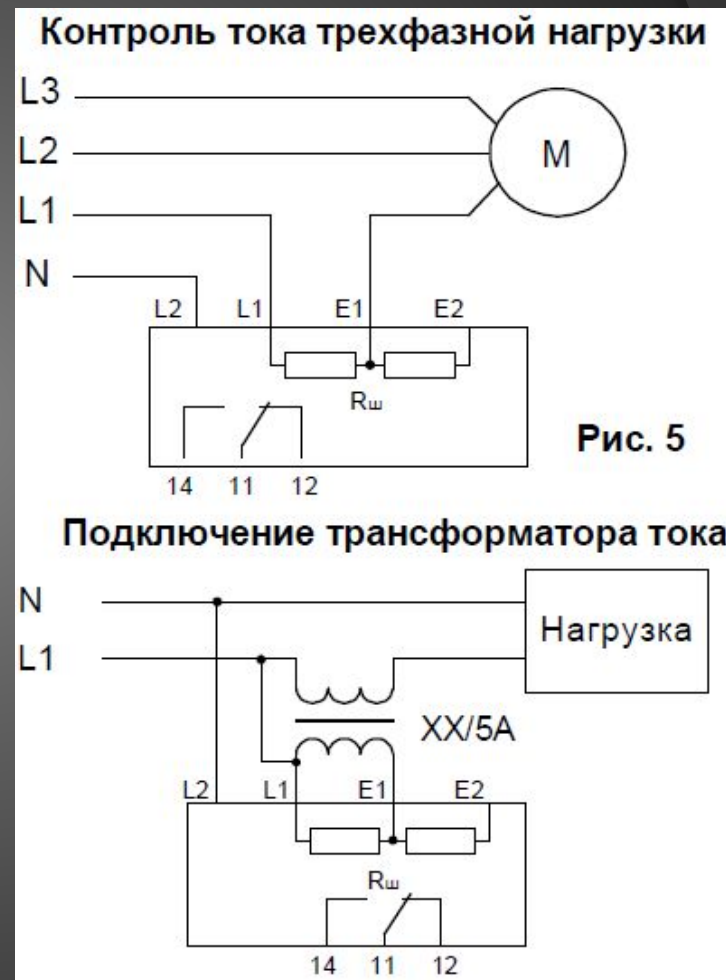 Контроль тока трехфазной нагрузки
L3
L2
M
L1
N
L2 L1 E1 E2
Rш
Рис. 5
14 11 12
Подключение трансформатора тока
N
Нагрузка
L1
XX/5A
L2 L1 E1 E2
Rш
14 11 12